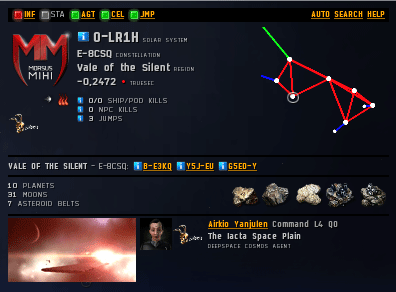 INF STA AGT CEL JMP AUTO SEARCH HELP
MM
MORSUS
MIHI
O-LR1H SOLAR SYSTEM
E-8CSQ CONSTELLATION
Vale of the Silent REGION
-0,2472 • TRUESEC
0/0 SHIP/POD KILLS
0 NPC KILLS
3 JUMPS
VALE OF THE SILENT - E-8CSQ: 8-E3KQ Y5J-EU G5ED-Y
10 PLANETS
31 MOONS
7 ASTEROID BELTS
Airkio Yanjulen Command L4 Q0
The Iacta Space Plain
DEEPSPACE COSMOS AGENT